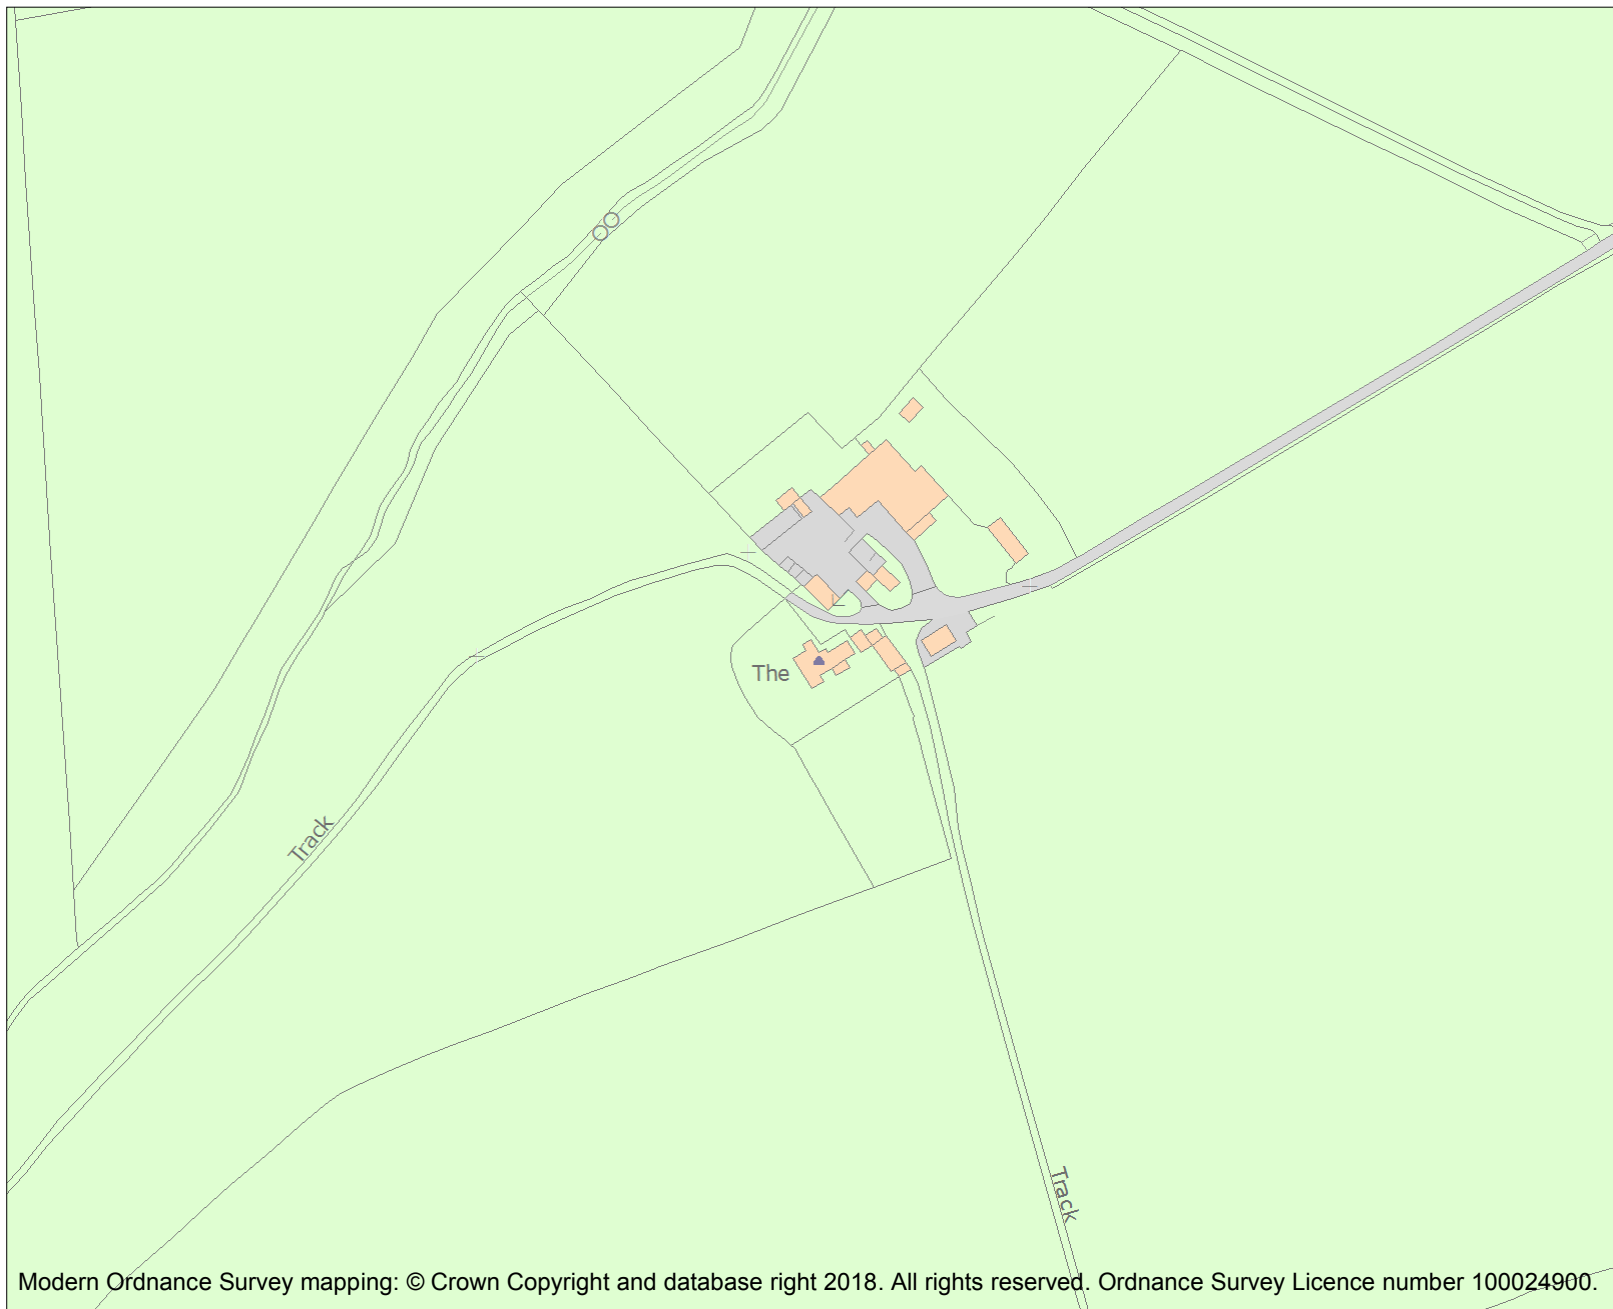 The
Track
Track
Modern Ordnance Survey mapping: © Crown Copyright and database right 2018. All rights reserved. Ordnance Survey Licence number 100024900.